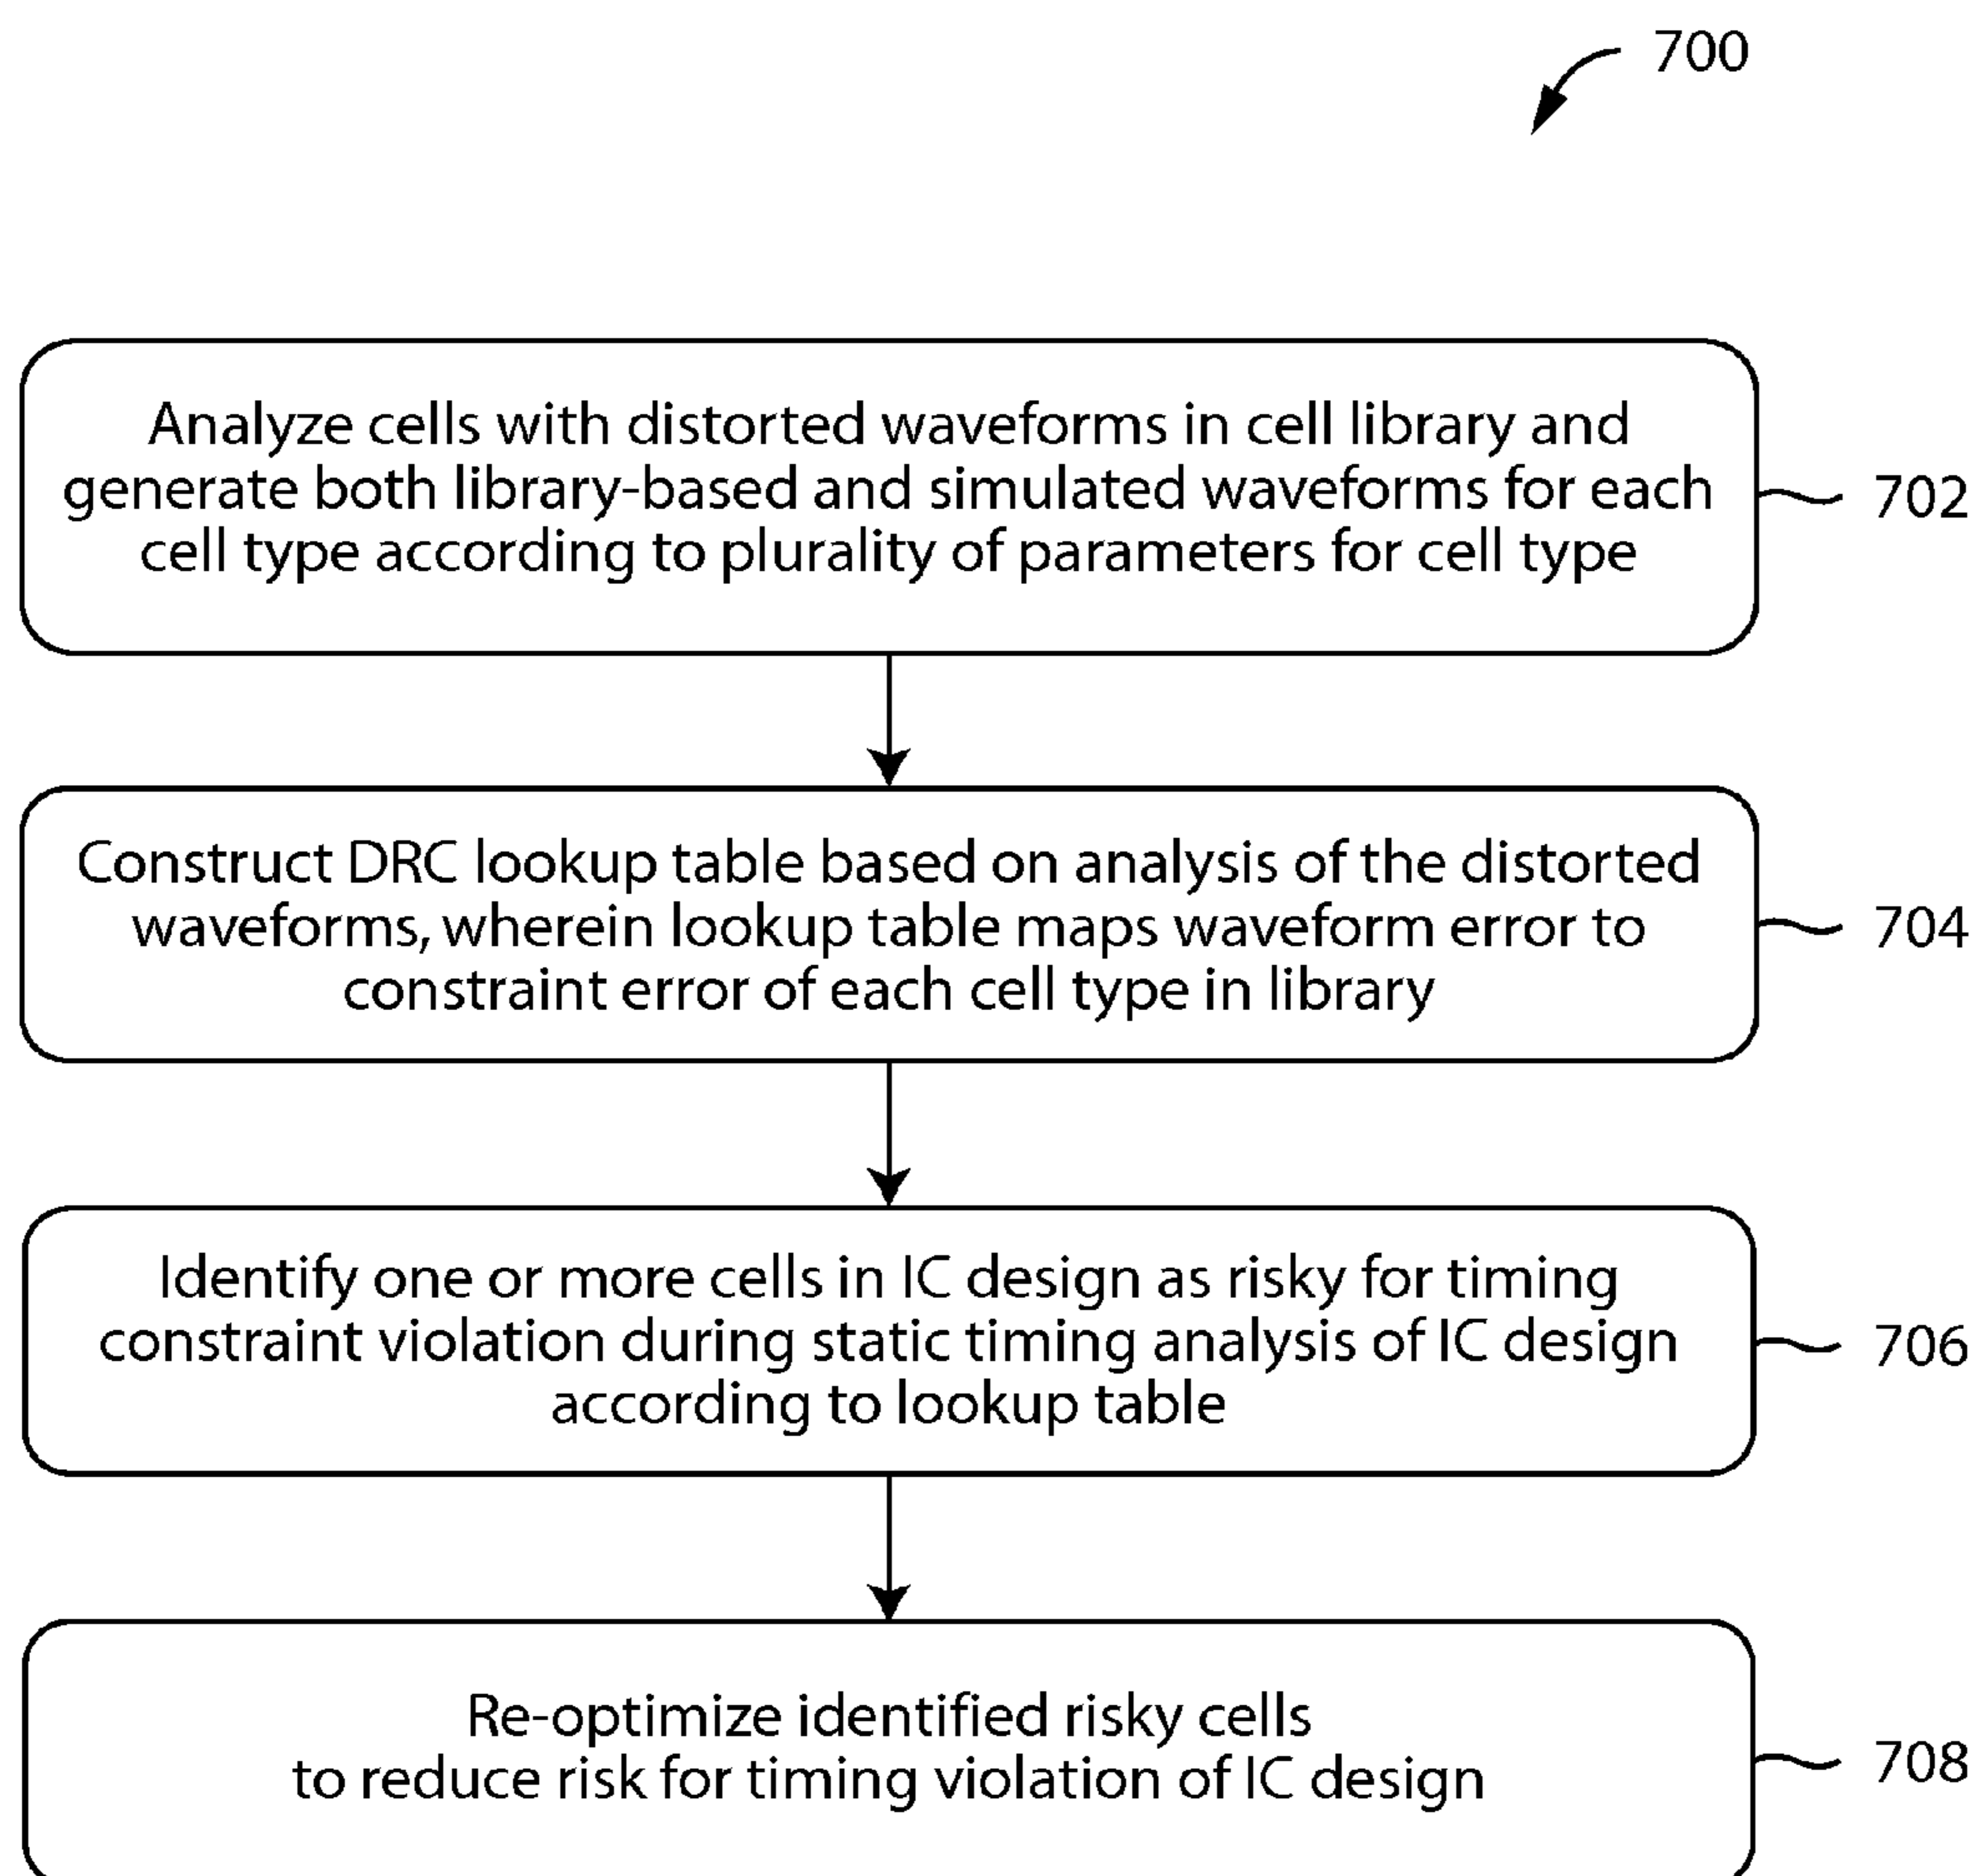 700
Analyze cells with distorted waveforms in cell library and
generate both library-based and simulated waveforms for each
cell type according to plurality of parameters for cell type
702
Construct DRC lookup table based on analysis of the distorted
waveforms, wherein lookup table maps waveform error to
constraint error of each cell type in library
704
Identify one or more cells in IC design as risky for timing
constraint violation during static timing analysis of IC design
according to lookup table
706
Re-optimize identified risky cells
to reduce risk for timing violation of IC design
708